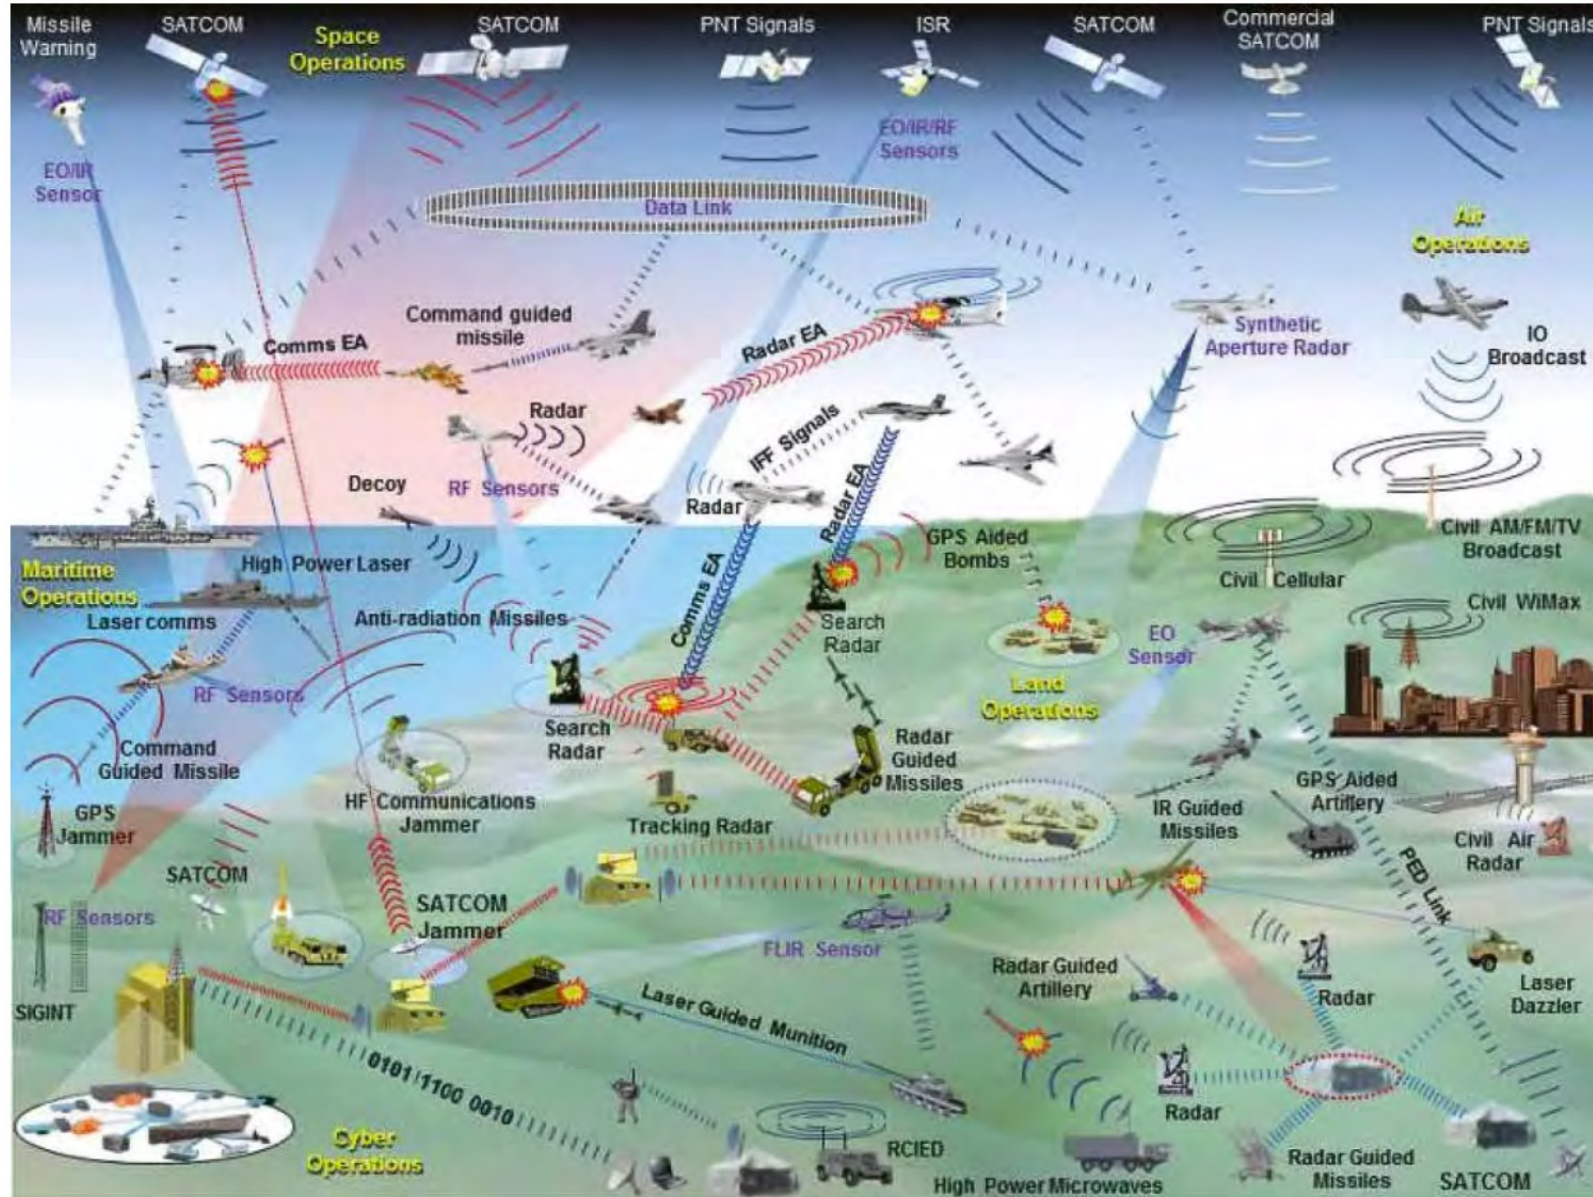 Missile
Warning
SATCOM
Space
Operations
SATCOM
PNT Signals
ISR
SATCOM
Commercial
SATCOM
PNT Signals
EO/IR
Sensor
EO/IR/RF
Sensors
Data Link
Air
Operations
Comms EA
Command guided
missile
Radar EA
Synthetic
Aperture Radar
IO
Broadcast
Radar
IFF Signals
Decoy
RF Sensors
Radar
Radar EA
GPS Aided
Bombs
Civil AM/FM/TV
Broadcast
Civil Cellular
Maritime
Operations
High Power Laser
Laser comms
Anti-radiation Missiles
Comms EA
Search
Radar
EO
Sensor
Civil WiMax
RF Sensors
Land
Operations
Command
Guided Missile
Search
Radar
Radar
Guided
Missiles
GPS
Jammer
HF Communications
Jammer
Tracking Radar
IR Guided
Missiles
GPS Aided
Artillery
Civil Air
Radar
SATCOM
PED Link
RF Sensors
SATCOM
Jammer
FLIR Sensor
SIGINT
Laser Guided Munition
Radar Guided
Artillery
Radar
Laser
Dazzler
0101 1100 0010
Radar
Cyber
Operations
RCIED
High Power Microwaves
Radar Guided
Missiles
SATCOM